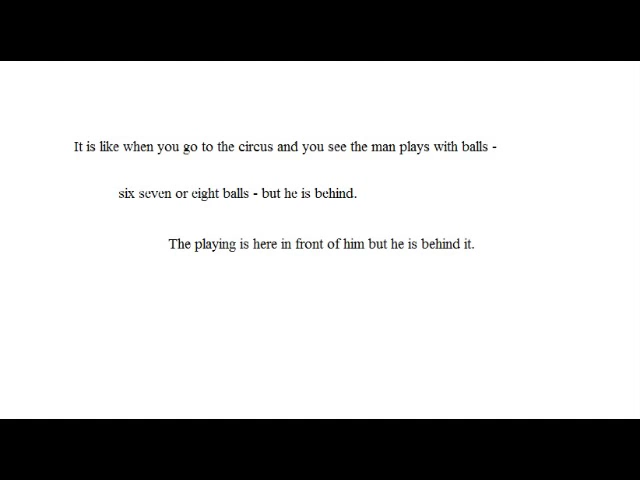 It is like when you go to the circus and you see the man plays with balls -
six seven or eight balls - but he is behind.
The playing is here in front of him but he is behind it.